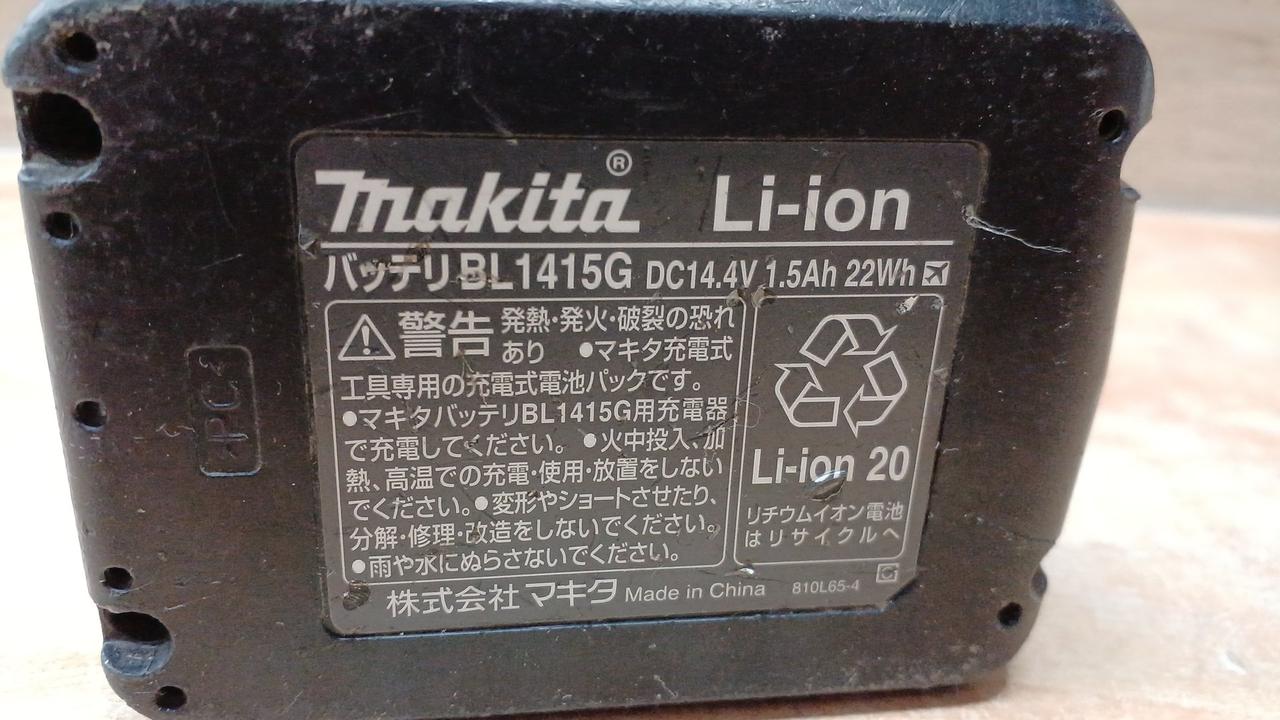 makita® Li-ion
バッテリBL1415G DC14.4V 1.5Ah 22Wh
警告 発熱・発火・破裂の恐れ
あり ●マキタ充電式
工具専用の充電式電池パックです。
●マキタバッテリBL1415G用充電器
で充電してください。●火中投入、加
熱、高温での充電・使用・放置をしない
でください。●変形やショートさせたり、
分解・修理・改造をしないでください。
●雨や水にぬらさないでください。
Li-ion 20
リチウムイオン電池
はリサイクルへ
株式会社マキタ Made in China 810L65-4